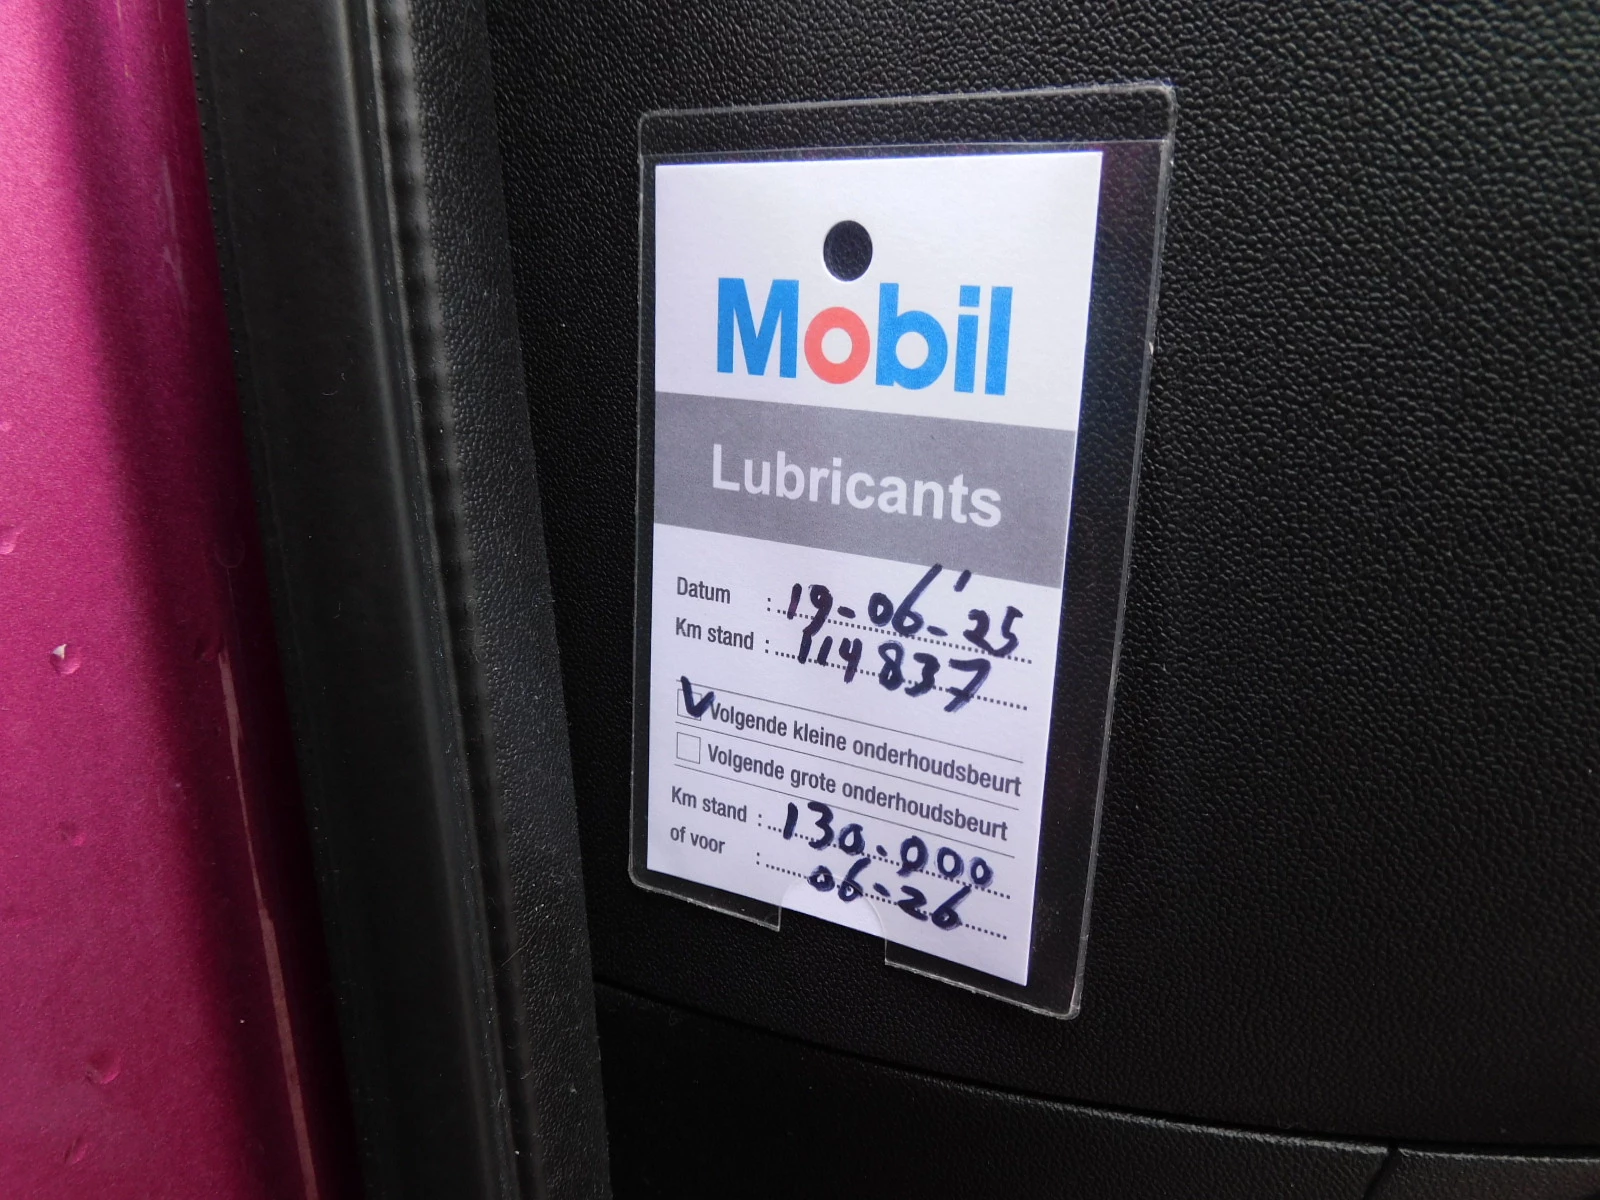 Mobil
Lubricants
Datum : 19-06-'25
Km stand : 114837
V Volgende kleine onderhoudsbeurt
Volgende grote onderhoudsbeurt
Km stand : 130.000
of voor : 06-26